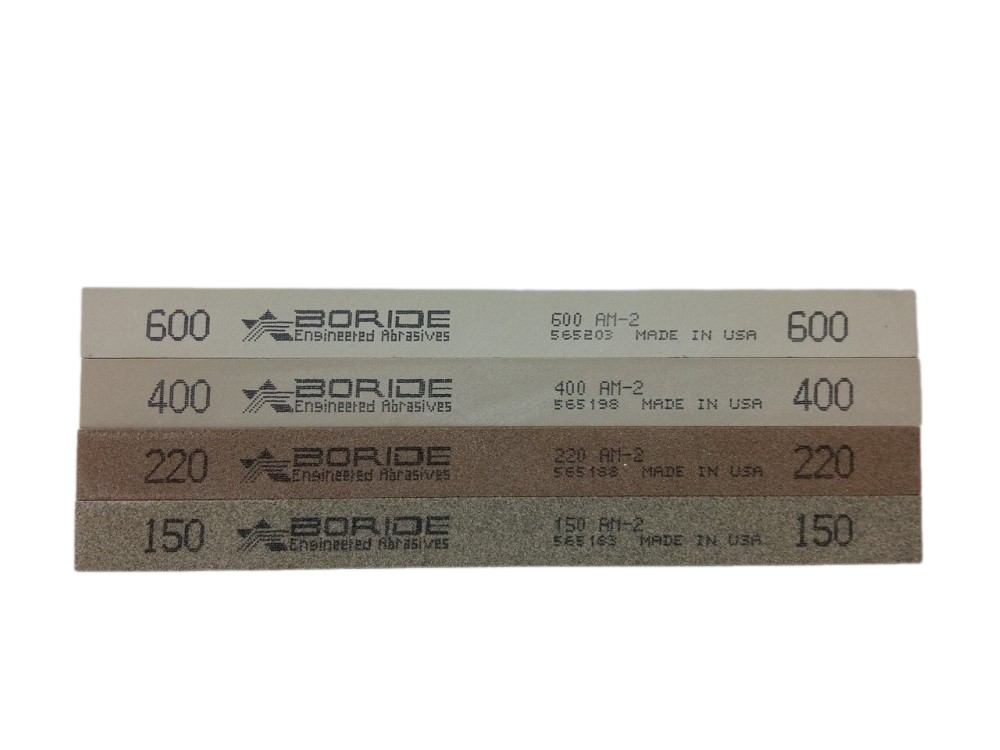 600 BORIDE 600 AM-2 600
Engineered Abrasives 565203 MADE IN USA
400 BORIDE 400 AM-2 400
Engineered Abrasives 565198 MADE IN USA
220 BORIDE 220 AM-2 220
Engineered Abrasives 565188 MADE IN USA
150 BORIDE 150 AM-2 150
Engineered Abrasives 565163 MADE IN USA